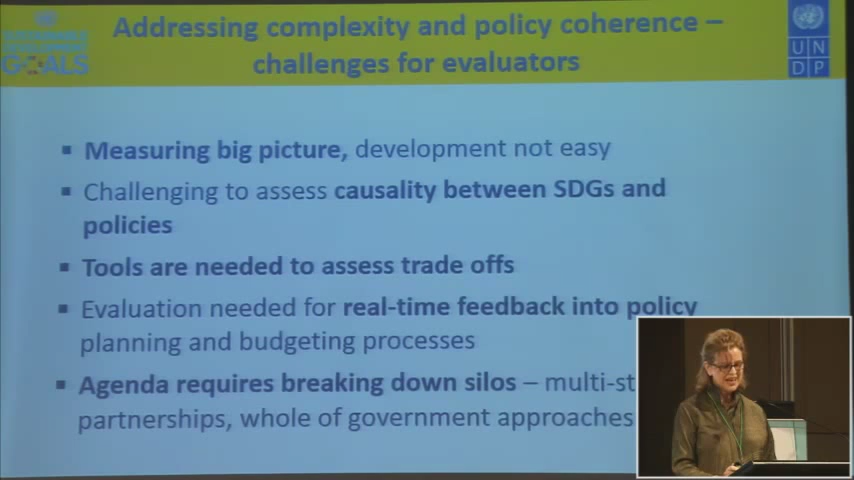 Addressing complexity and policy coherence –
challenges for evaluators
SUSTAINABLE
DEVELOPMENT
GOALS
UN
DP
▪ Measuring big picture, development not easy
▪ Challenging to assess causality between SDGs and
policies
▪ Tools are needed to assess trade offs
▪ Evaluation needed for real-time feedback into policy
planning and budgeting processes
▪ Agenda requires breaking down silos – multi-st
partnerships, whole of government approaches